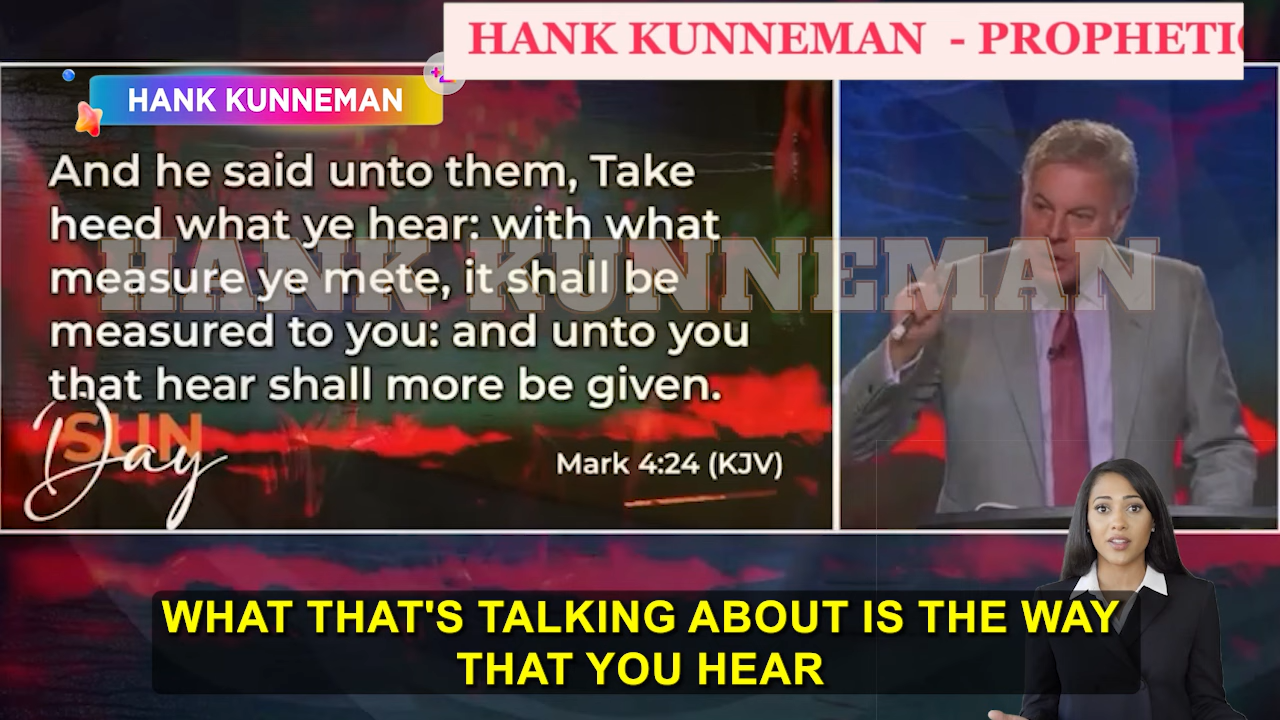 HANK KUNNEMAN - PROPHETIC
HANK KUNNEMAN
And he said unto them, Take
heed what ye hear: with what
measure ye mete, it shall be
measured to you: and unto you
that hear shall more be given.
HANK KUNNEMAN
SUN
Day
Mark 4:24 (KJV)
WHAT THAT'S TALKING ABOUT IS THE WAY
THAT YOU HEAR